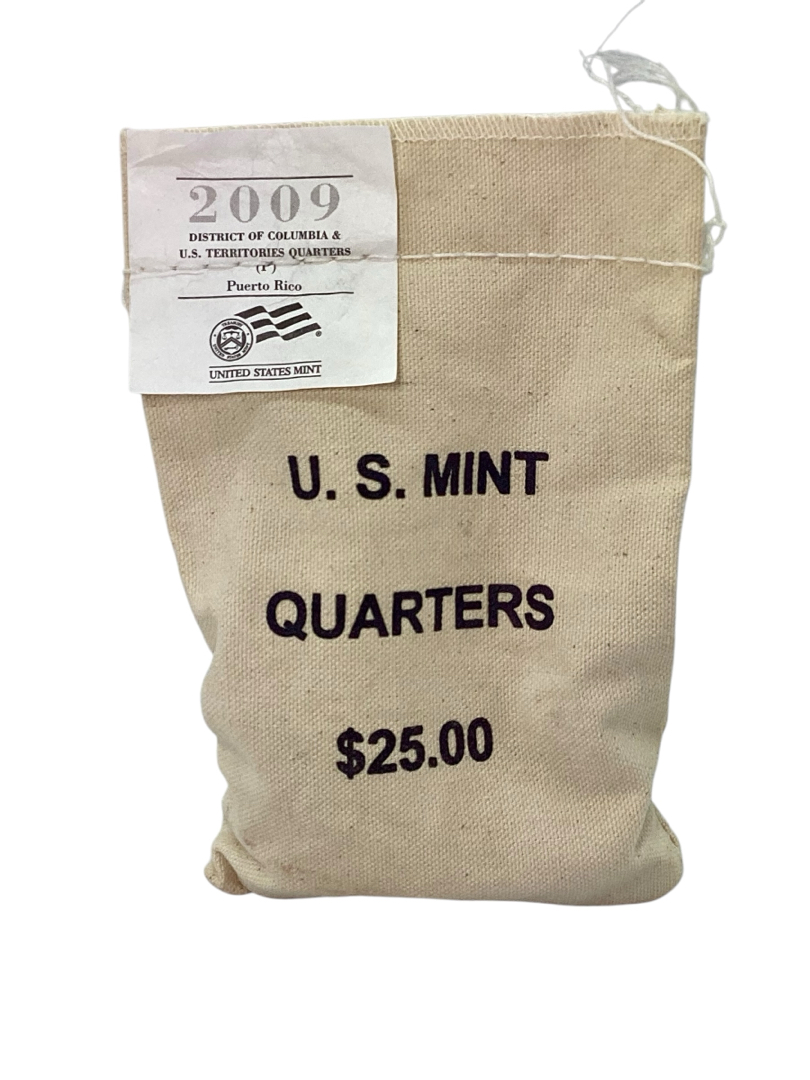 2009
DISTRICT OF COLUMBIA &
U.S. TERRITORIES QUARTERS
(P)
Puerto Rico
UNITED STATES MINT
U. S. MINT
QUARTERS
$25.00